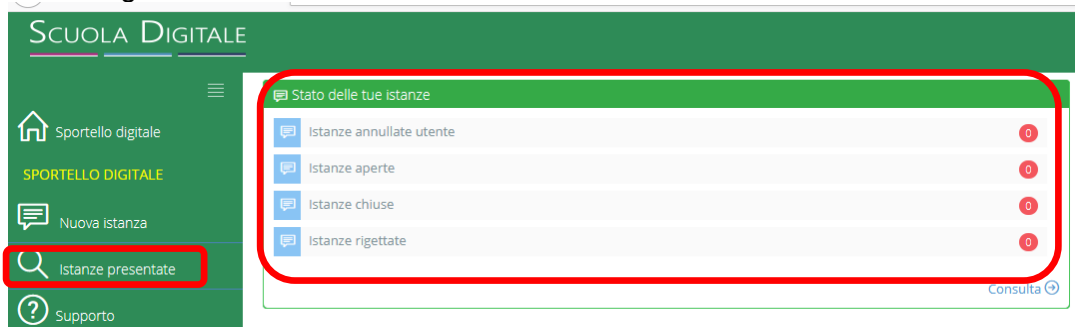 SCUOLA DIGITALE
Sportello digitale
SPORTELLO DIGITALE
Nuova istanza
Istanze presentate
Supporto
Stato delle tue istanze
Istanze annullate utente 0
Istanze aperte 0
Istanze chiuse 0
Istanze rigettate 0
Consulta